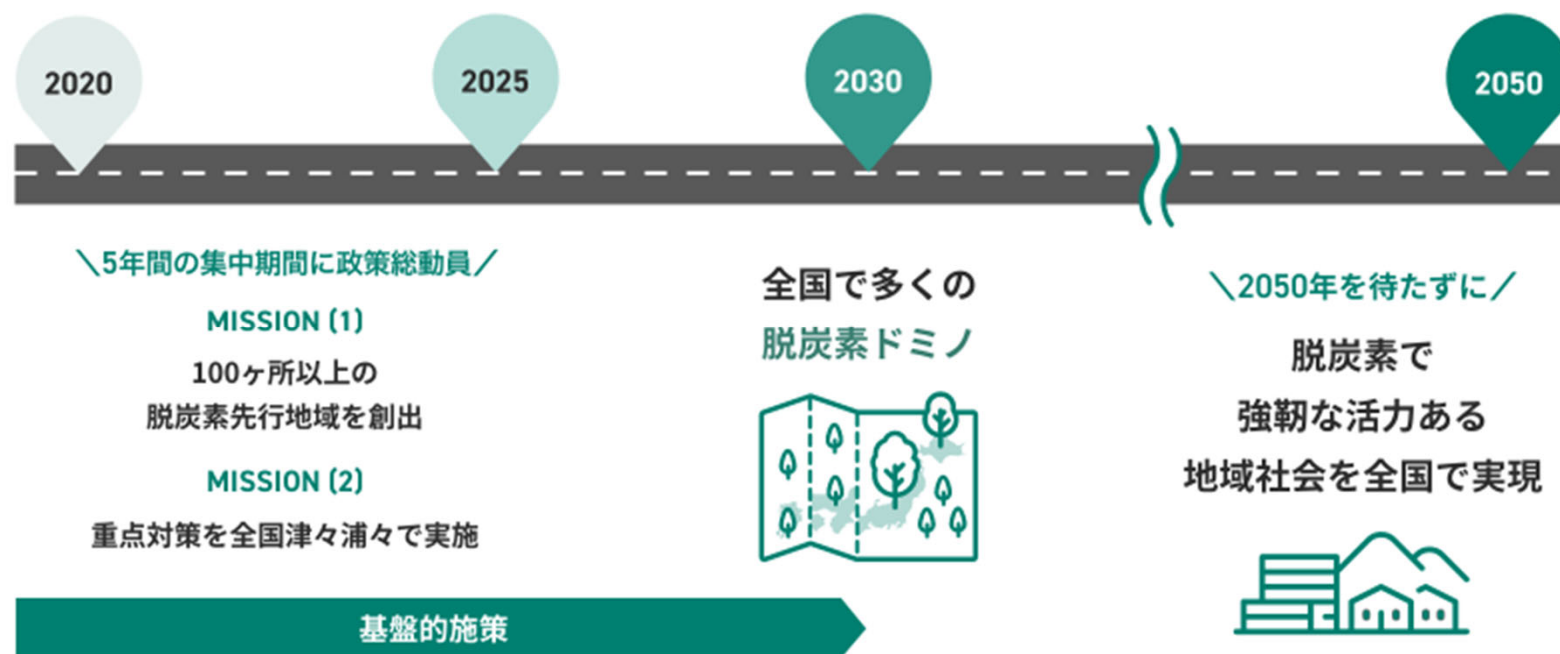 2020
2025
2030
2050
＼5年間の集中期間に政策総動員／
MISSION (1)
100ヶ所以上の
脱炭素先行地域を創出
MISSION (2)
重点対策を全国津々浦々で実施
基盤的施策
全国で多くの
脱炭素ドミノ
＼2050年を待たずに／
脱炭素で
強靭な活力ある
地域社会を全国で実現